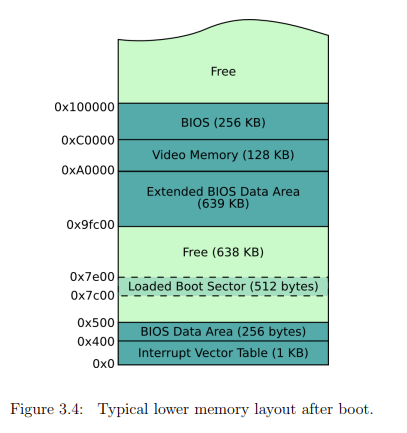 Free
0x100000
BIOS (256 KB)
0xC0000
Video Memory (128 KB)
0xA0000
Extended BIOS Data Area
(639 KB)
0x9fc00
Free (638 KB)
0x7e00
Loaded Boot Sector (512 bytes)
0x7c00
0x500
BIOS Data Area (256 bytes)
0x400
Interrupt Vector Table (1 KB)
0x0
Figure 3.4: Typical lower memory layout after boot.